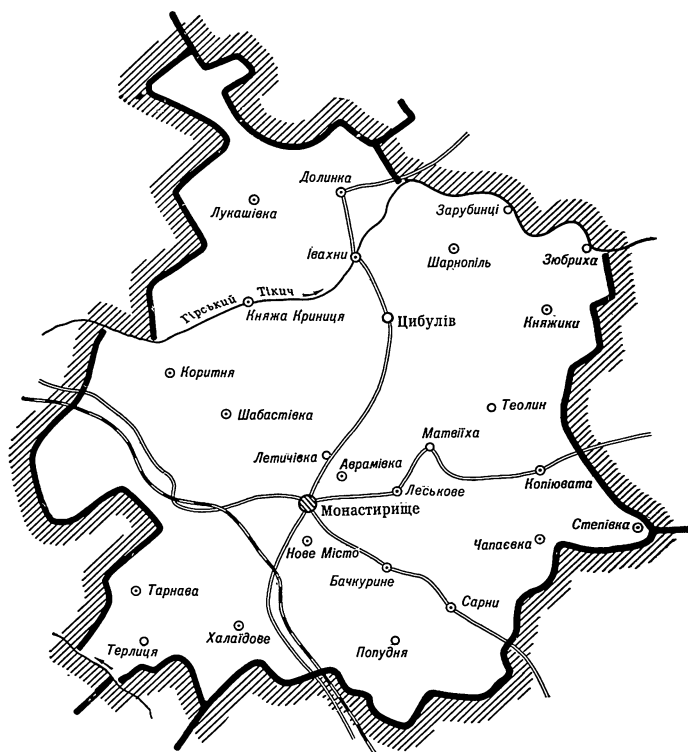 Долинка
Лукашівка
Зарубинці
Івахни
Шарнопіль
Зюбриха
Гірський Тікич
Княжа Криниця
Цибулів
Княжики
Коритня
Шабастівка
Теолин
Матвіїха
Летичівка
Аврамівка
Копіювата
Леськове
Монастирище
Степівка
Чапаєвка
Нове Місто
Бачкурине
Тарнава
Сарни
Халаїдове
Терлиця
Попудня